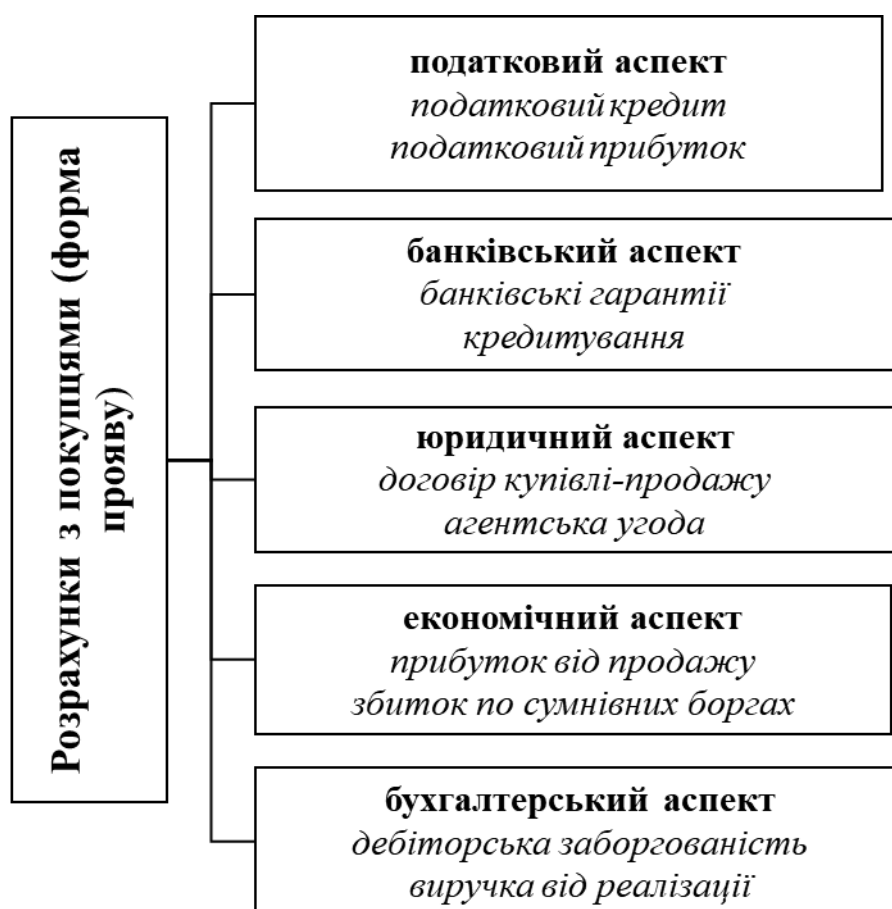 Розрахунки з покупцями (форма
прояву)
податковий аспект
податковий кредит
податковий прибуток
банківський аспект
банківські гарантії
кредитування
юридичний аспект
договір купівлі-продажу
агентська угода
економічний аспект
прибуток від продажу
збиток по сумнівних боргах
бухгалтерський аспект
дебіторська заборгованість
виручка від реалізації